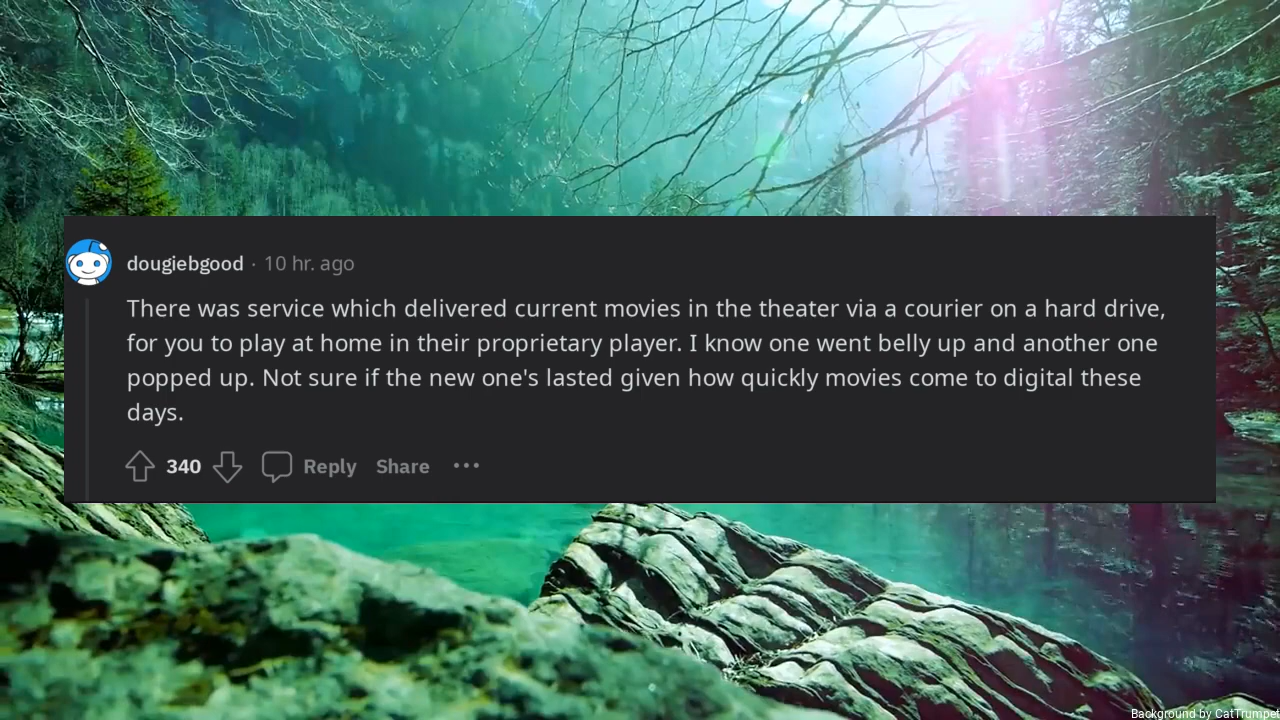 dougiebgood · 10 hr. ago
There was service which delivered current movies in the theater via a courier on a hard drive,
for you to play at home in their proprietary player. I know one went belly up and another one
popped up. Not sure if the new one's lasted given how quickly movies come to digital these
days.
340 Reply Share ···
Background by CatTrumpet